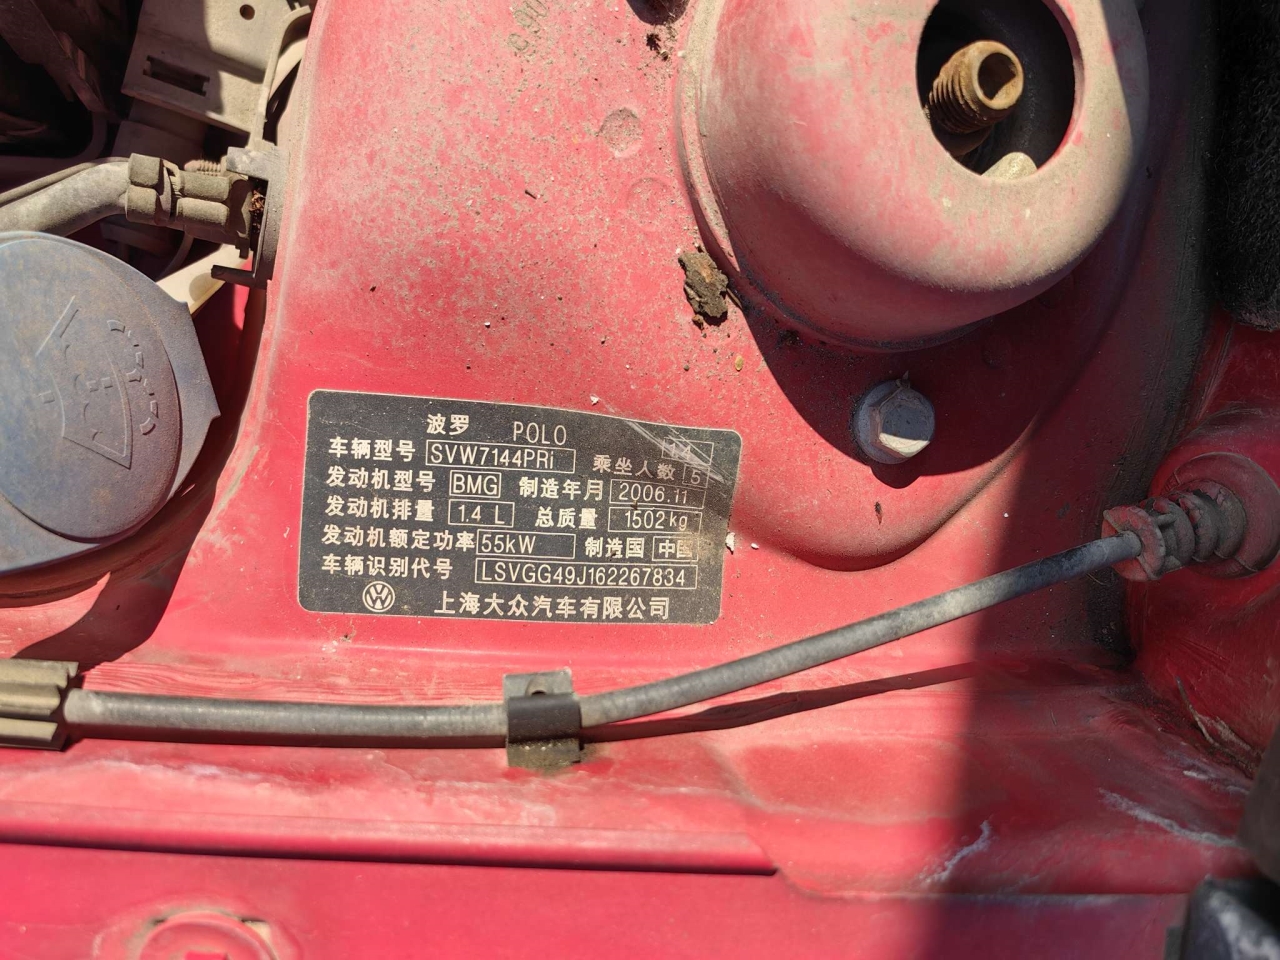 波罗 POLO 1.4
车辆型号 SVW7144PRi 乘坐人数 5
发动机型号 BMG 制造年月 2006.11
发动机排量 1.4 L 总质量 1502kg
发动机额定功率 55kW 制造国 中国
车辆识别代号 LSVGG49J162267834
上海大众汽车有限公司